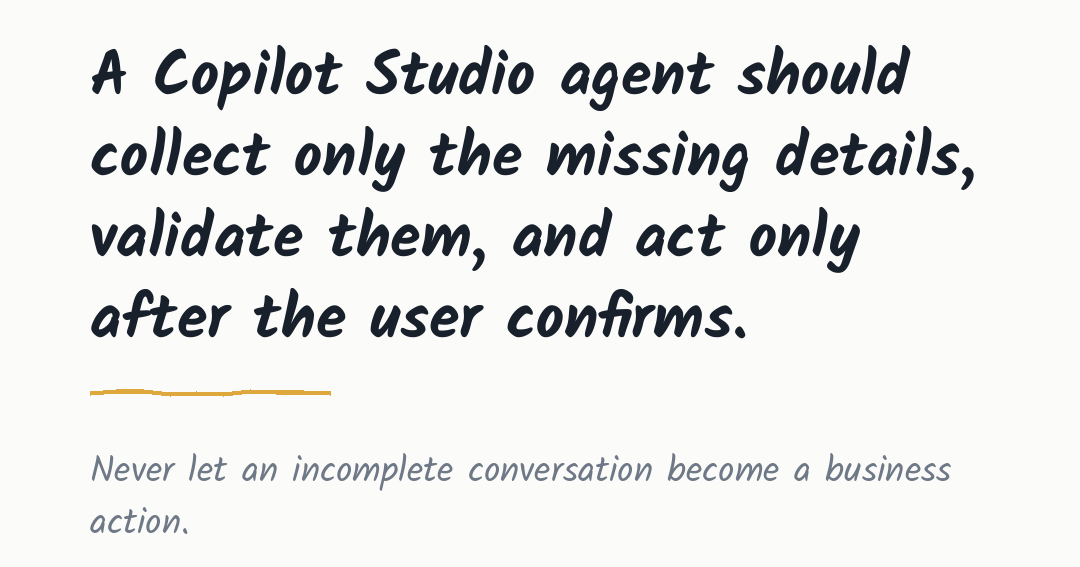 A Copilot Studio agent should
collect only the missing details,
validate them, and act only
after the user confirms.
Never let an incomplete conversation become a business
action.